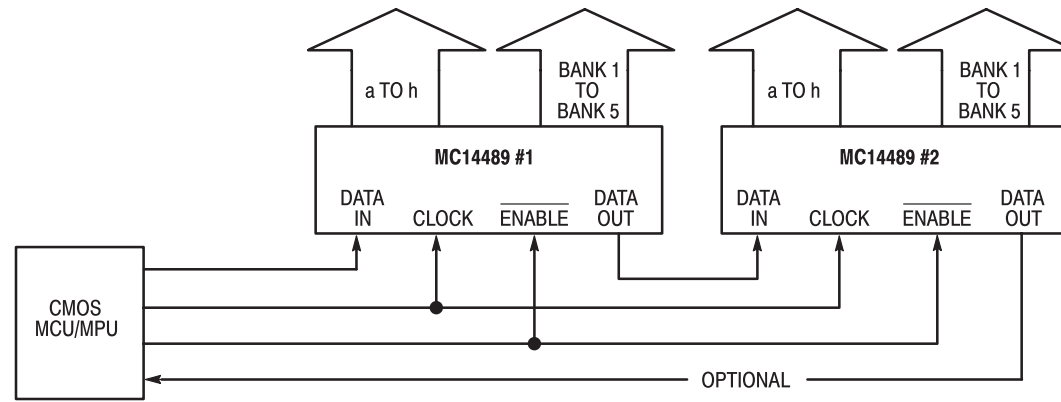 a TO h
BANK 1
TO
BANK 5
a TO h
BANK 1
TO
BANK 5
MC14489 #1
MC14489 #2
DATA
IN
CLOCK
ENABLE
DATA
OUT
DATA
IN
CLOCK
ENABLE
DATA
OUT
CMOS
MCU/MPU
OPTIONAL